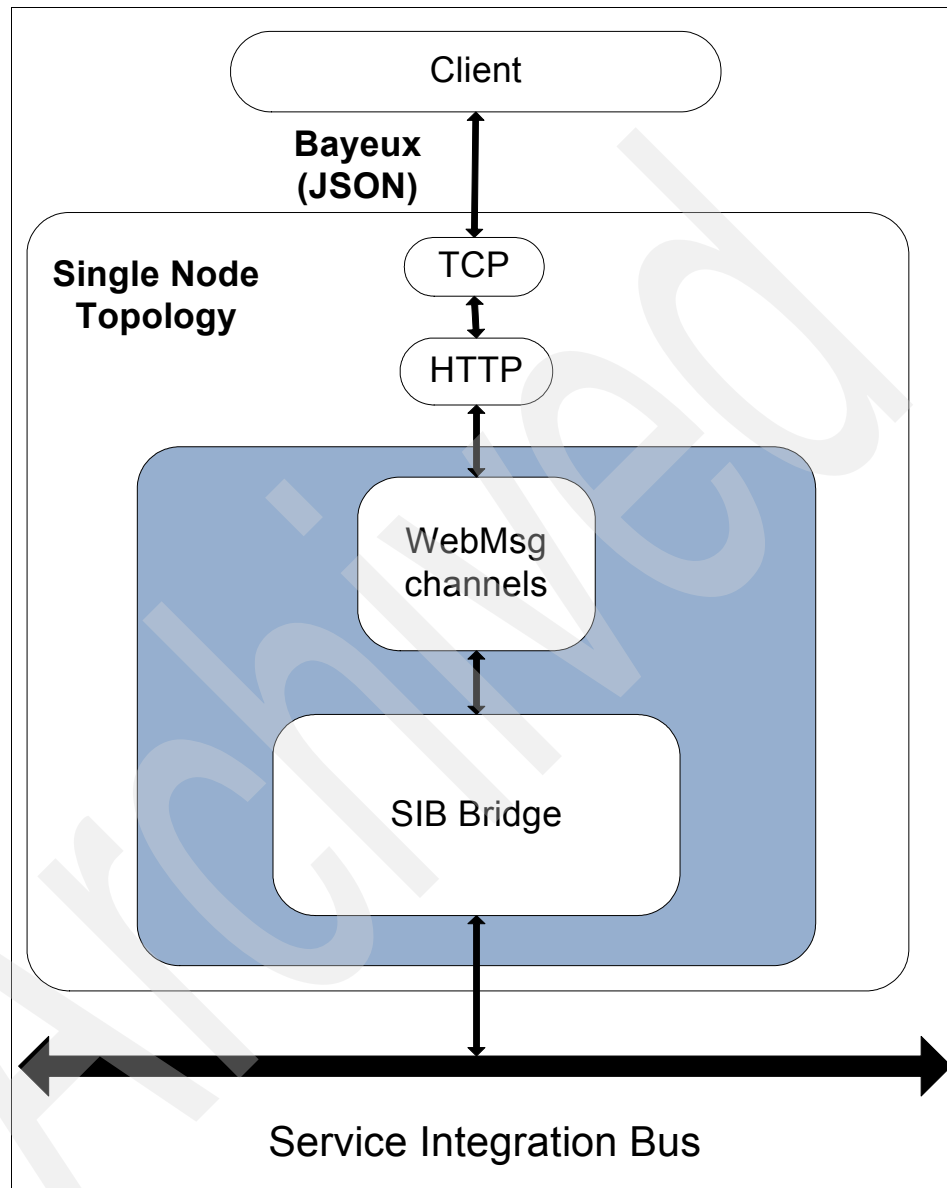 Client
Bayeux
(JSON)
TCP
Single Node
Topology
HTTP
WebMsg
channels
SIB Bridge
Service Integration Bus
Archived